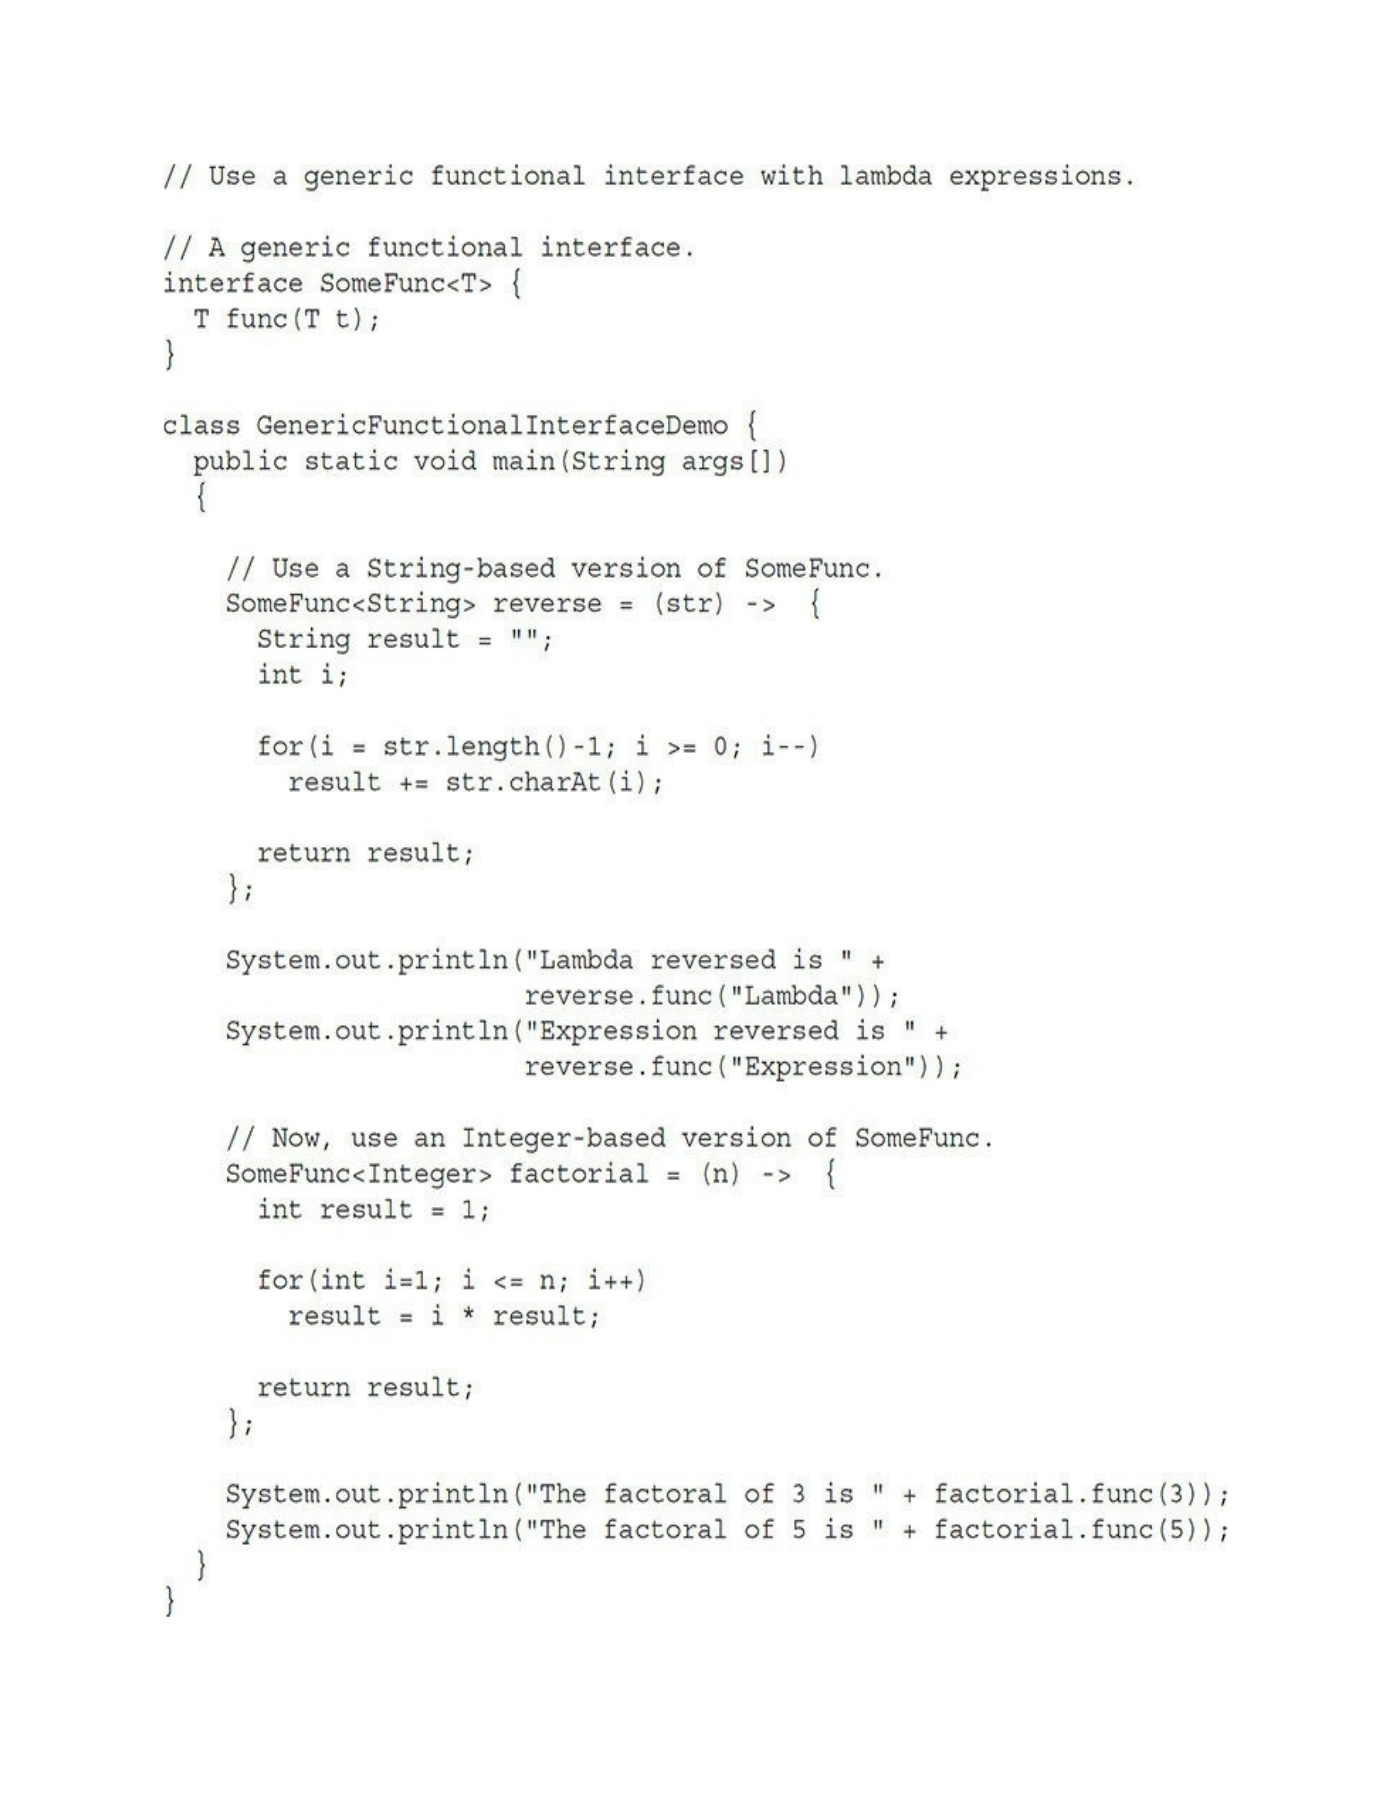 // Use a generic functional interface with lambda expressions.

// A generic functional interface.
interface SomeFunc<T> {
  T func(T t);
}

class GenericFunctionalInterfaceDemo {
  public static void main(String args[])
  {

    // Use a String-based version of SomeFunc.
    SomeFunc<String> reverse = (str) ->  {
      String result = "";
      int i;

      for(i = str.length()-1; i >= 0; i--)
        result += str.charAt(i);

      return result;
    };

    System.out.println("Lambda reversed is " +
                       reverse.func("Lambda"));
    System.out.println("Expression reversed is " +
                       reverse.func("Expression"));

    // Now, use an Integer-based version of SomeFunc.
    SomeFunc<Integer> factorial = (n) ->  {
      int result = 1;

      for(int i=1; i <= n; i++)
        result = i * result;

      return result;
    };

    System.out.println("The factoral of 3 is " + factorial.func(3));
    System.out.println("The factoral of 5 is " + factorial.func(5));
  }
}